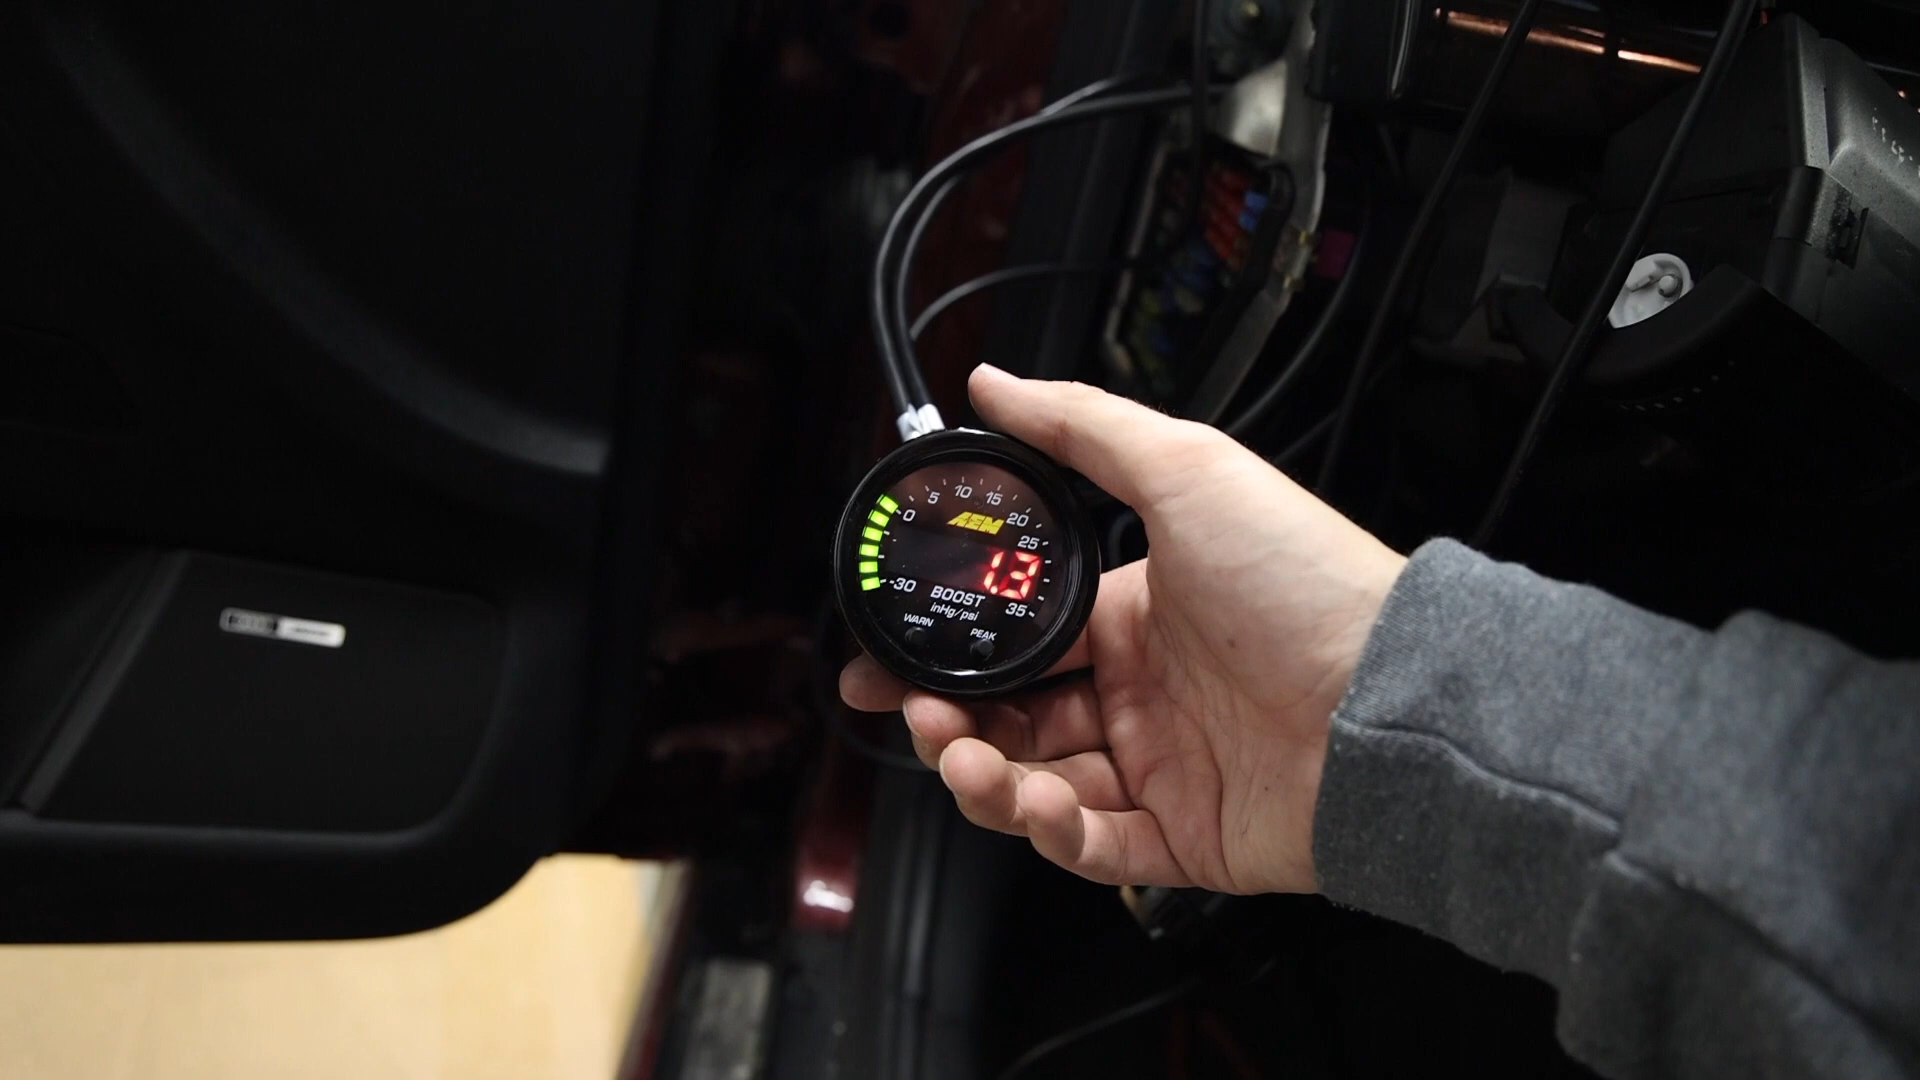 5 10 15
0 20
AEM
25
1.3
-30
BOOST 35
inHg/psi
WARN PEAK